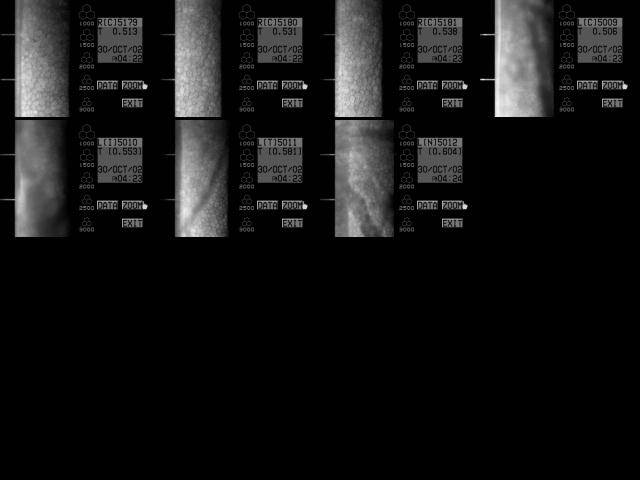 R(C)5179
T 0.513
30/OCT/02
PM04:22
1000
1500
2000
2500
3000
DATA ZOOM
EXIT
R(C)5180
T 0.531
30/OCT/02
PM04:22
1000
1500
2000
2500
3000
DATA ZOOM
EXIT
R(C)5181
T 0.538
30/OCT/02
PM04:23
1000
1500
2000
2500
3000
DATA ZOOM
EXIT
L(C)5009
T 0.506
30/OCT/02
PM04:23
1000
1500
2000
2500
3000
DATA ZOOM
EXIT
L(I)5010
T (0.553)
30/OCT/02
PM04:23
1000
1500
2000
2500
3000
DATA ZOOM
EXIT
L(T)5011
T (0.581)
30/OCT/02
PM04:23
1000
1500
2000
2500
3000
DATA ZOOM
EXIT
L(N)5012
T (0.604)
30/OCT/02
PM04:24
1000
1500
2000
2500
3000
DATA ZOOM
EXIT